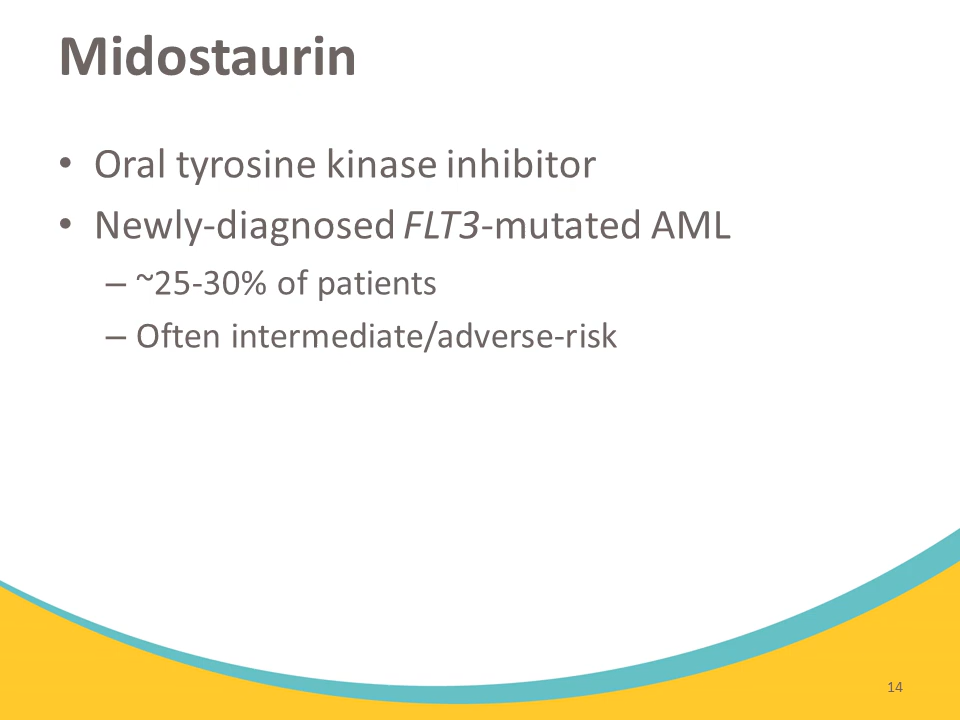 Midostaurin
• Oral tyrosine kinase inhibitor
• Newly-diagnosed FLT3-mutated AML
– ~25-30% of patients
– Often intermediate/adverse-risk
14